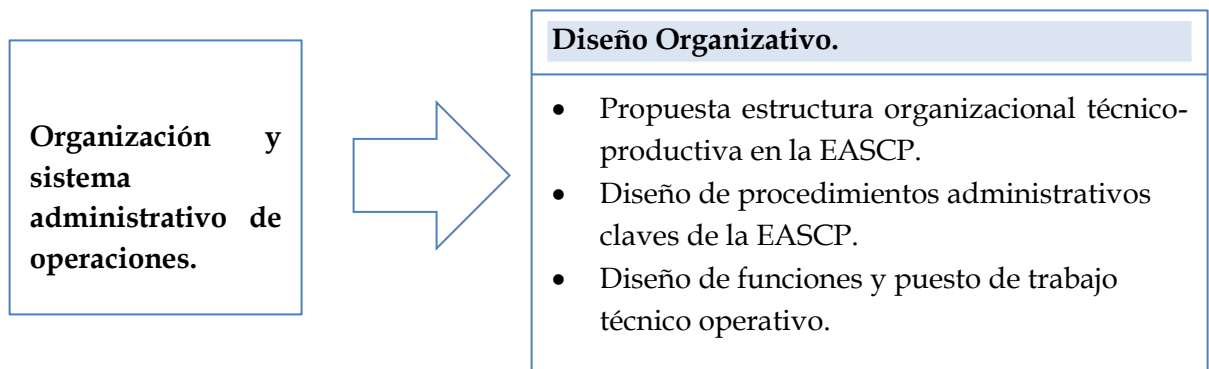 Organización y
sistema
administrativo de
operaciones.
Diseño Organizativo.
• Propuesta estructura organizacional técnico-
productiva en la EASCP.
• Diseño de procedimientos administrativos
claves de la EASCP.
• Diseño de funciones y puesto de trabajo
técnico operativo.